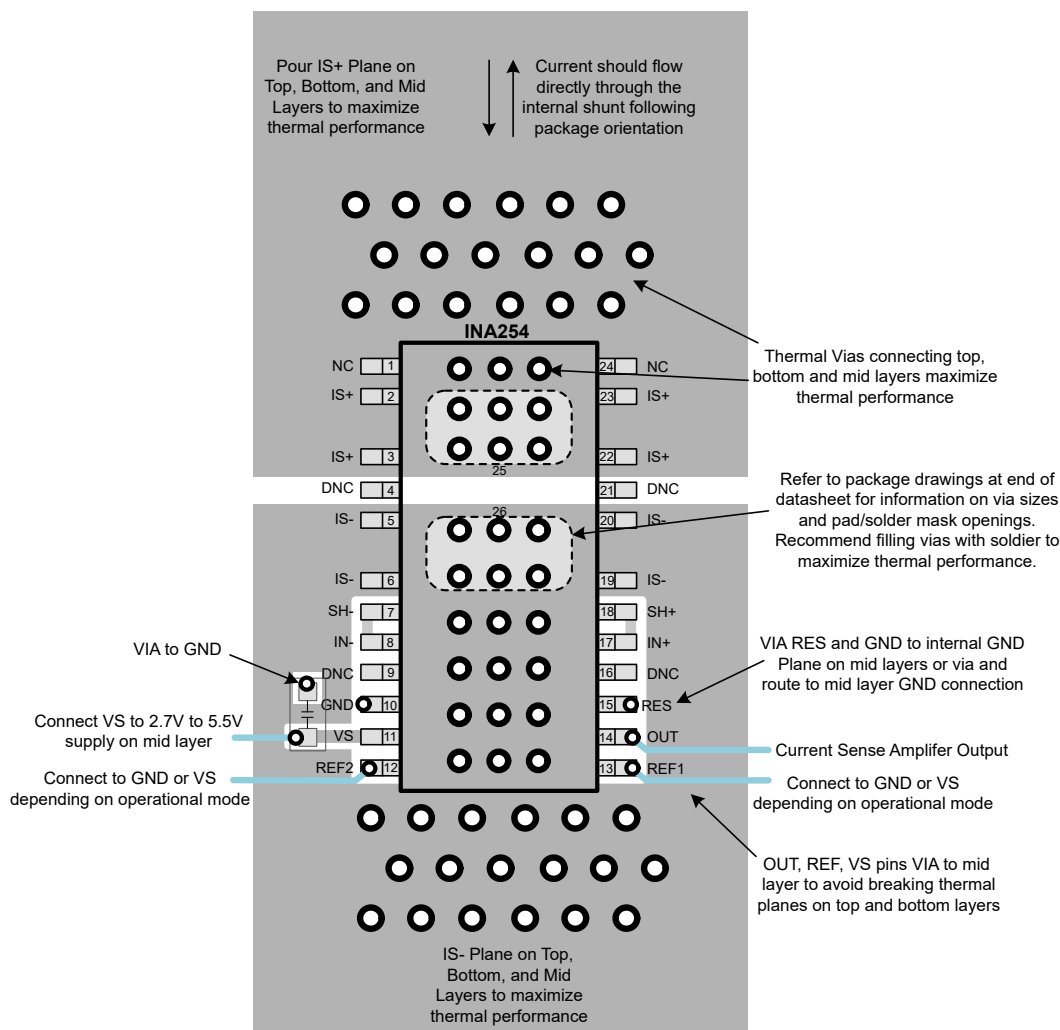 Pour IS+ Plane on
Top, Bottom, and Mid
Layers to maximize
thermal performance
Current should flow
directly through the
internal shunt following
package orientation
INA254
NC 1
IS+ 2
IS+ 3
DNC 4
IS- 5
IS- 6
SH- 7
IN- 8
DNC 9
GND 10
VS 11
REF2 12
24 NC
23 IS+
22 IS+
21 DNC
20 IS-
19 IS-
18 SH+
17 IN+
16 DNC
15 RES
14 OUT
13 REF1
25
26
Thermal Vias connecting top,
bottom and mid layers maximize
thermal performance
Refer to package drawings at end of
datasheet for information on via sizes
and pad/solder mask openings.
Recommend filling vias with soldier to
maximize thermal performance.
VIA to GND
Connect VS to 2.7V to 5.5V
supply on mid layer
Connect to GND or VS
depending on operational mode
VIA RES and GND to internal GND
Plane on mid layers or via and
route to mid layer GND connection
Current Sense Amplifer Output
Connect to GND or VS
depending on operational mode
OUT, REF, VS pins VIA to mid
layer to avoid breaking thermal
planes on top and bottom layers
IS- Plane on Top,
Bottom, and Mid
Layers to maximize
thermal performance